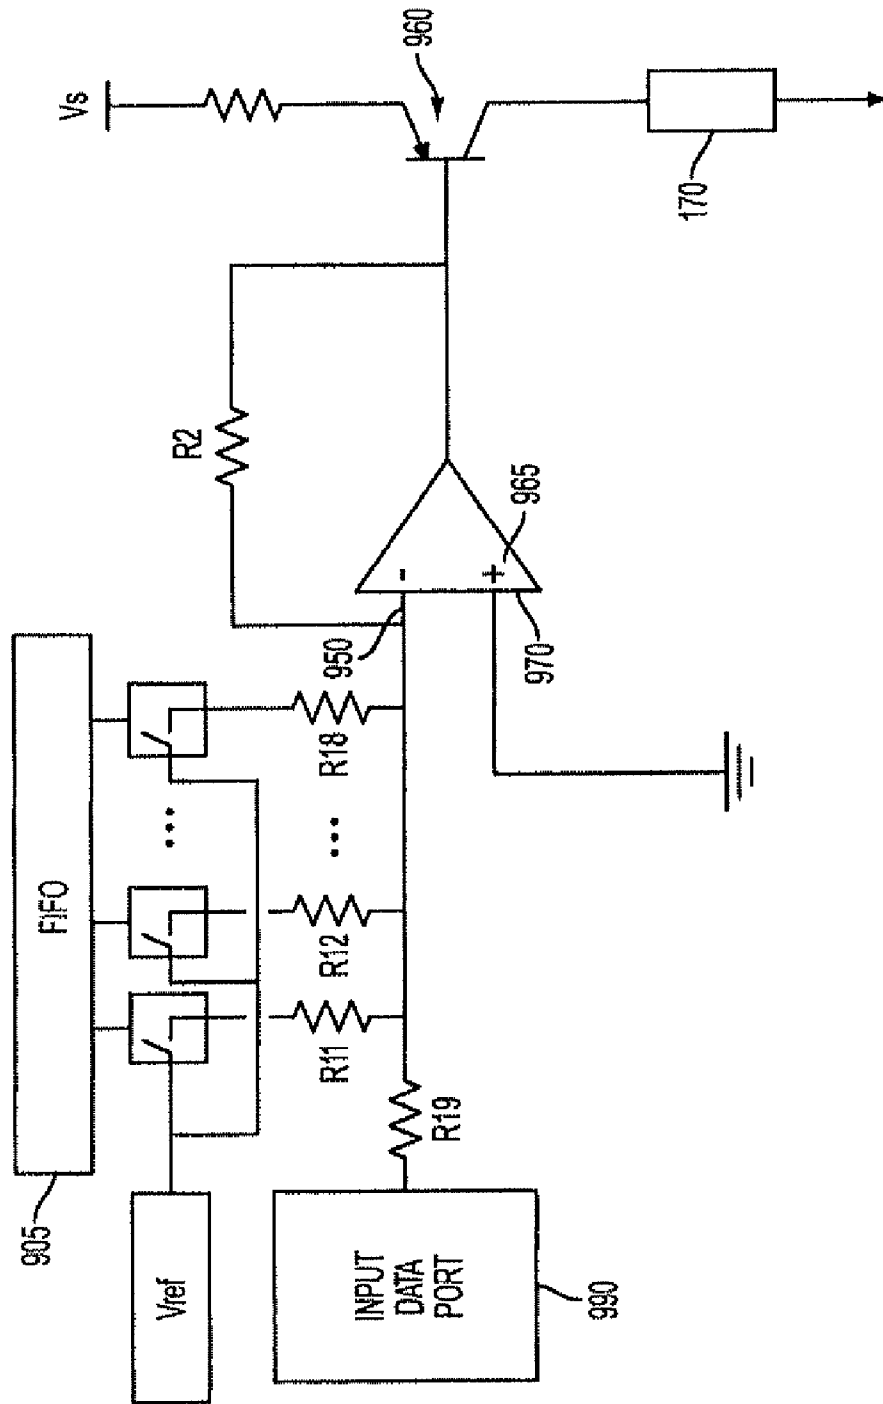 FIFO
905
Vref
INPUT
DATA
PORT
990
R19
R11
R12
...
R18
...
950
-
+
965
970
R2
Vs
960
170